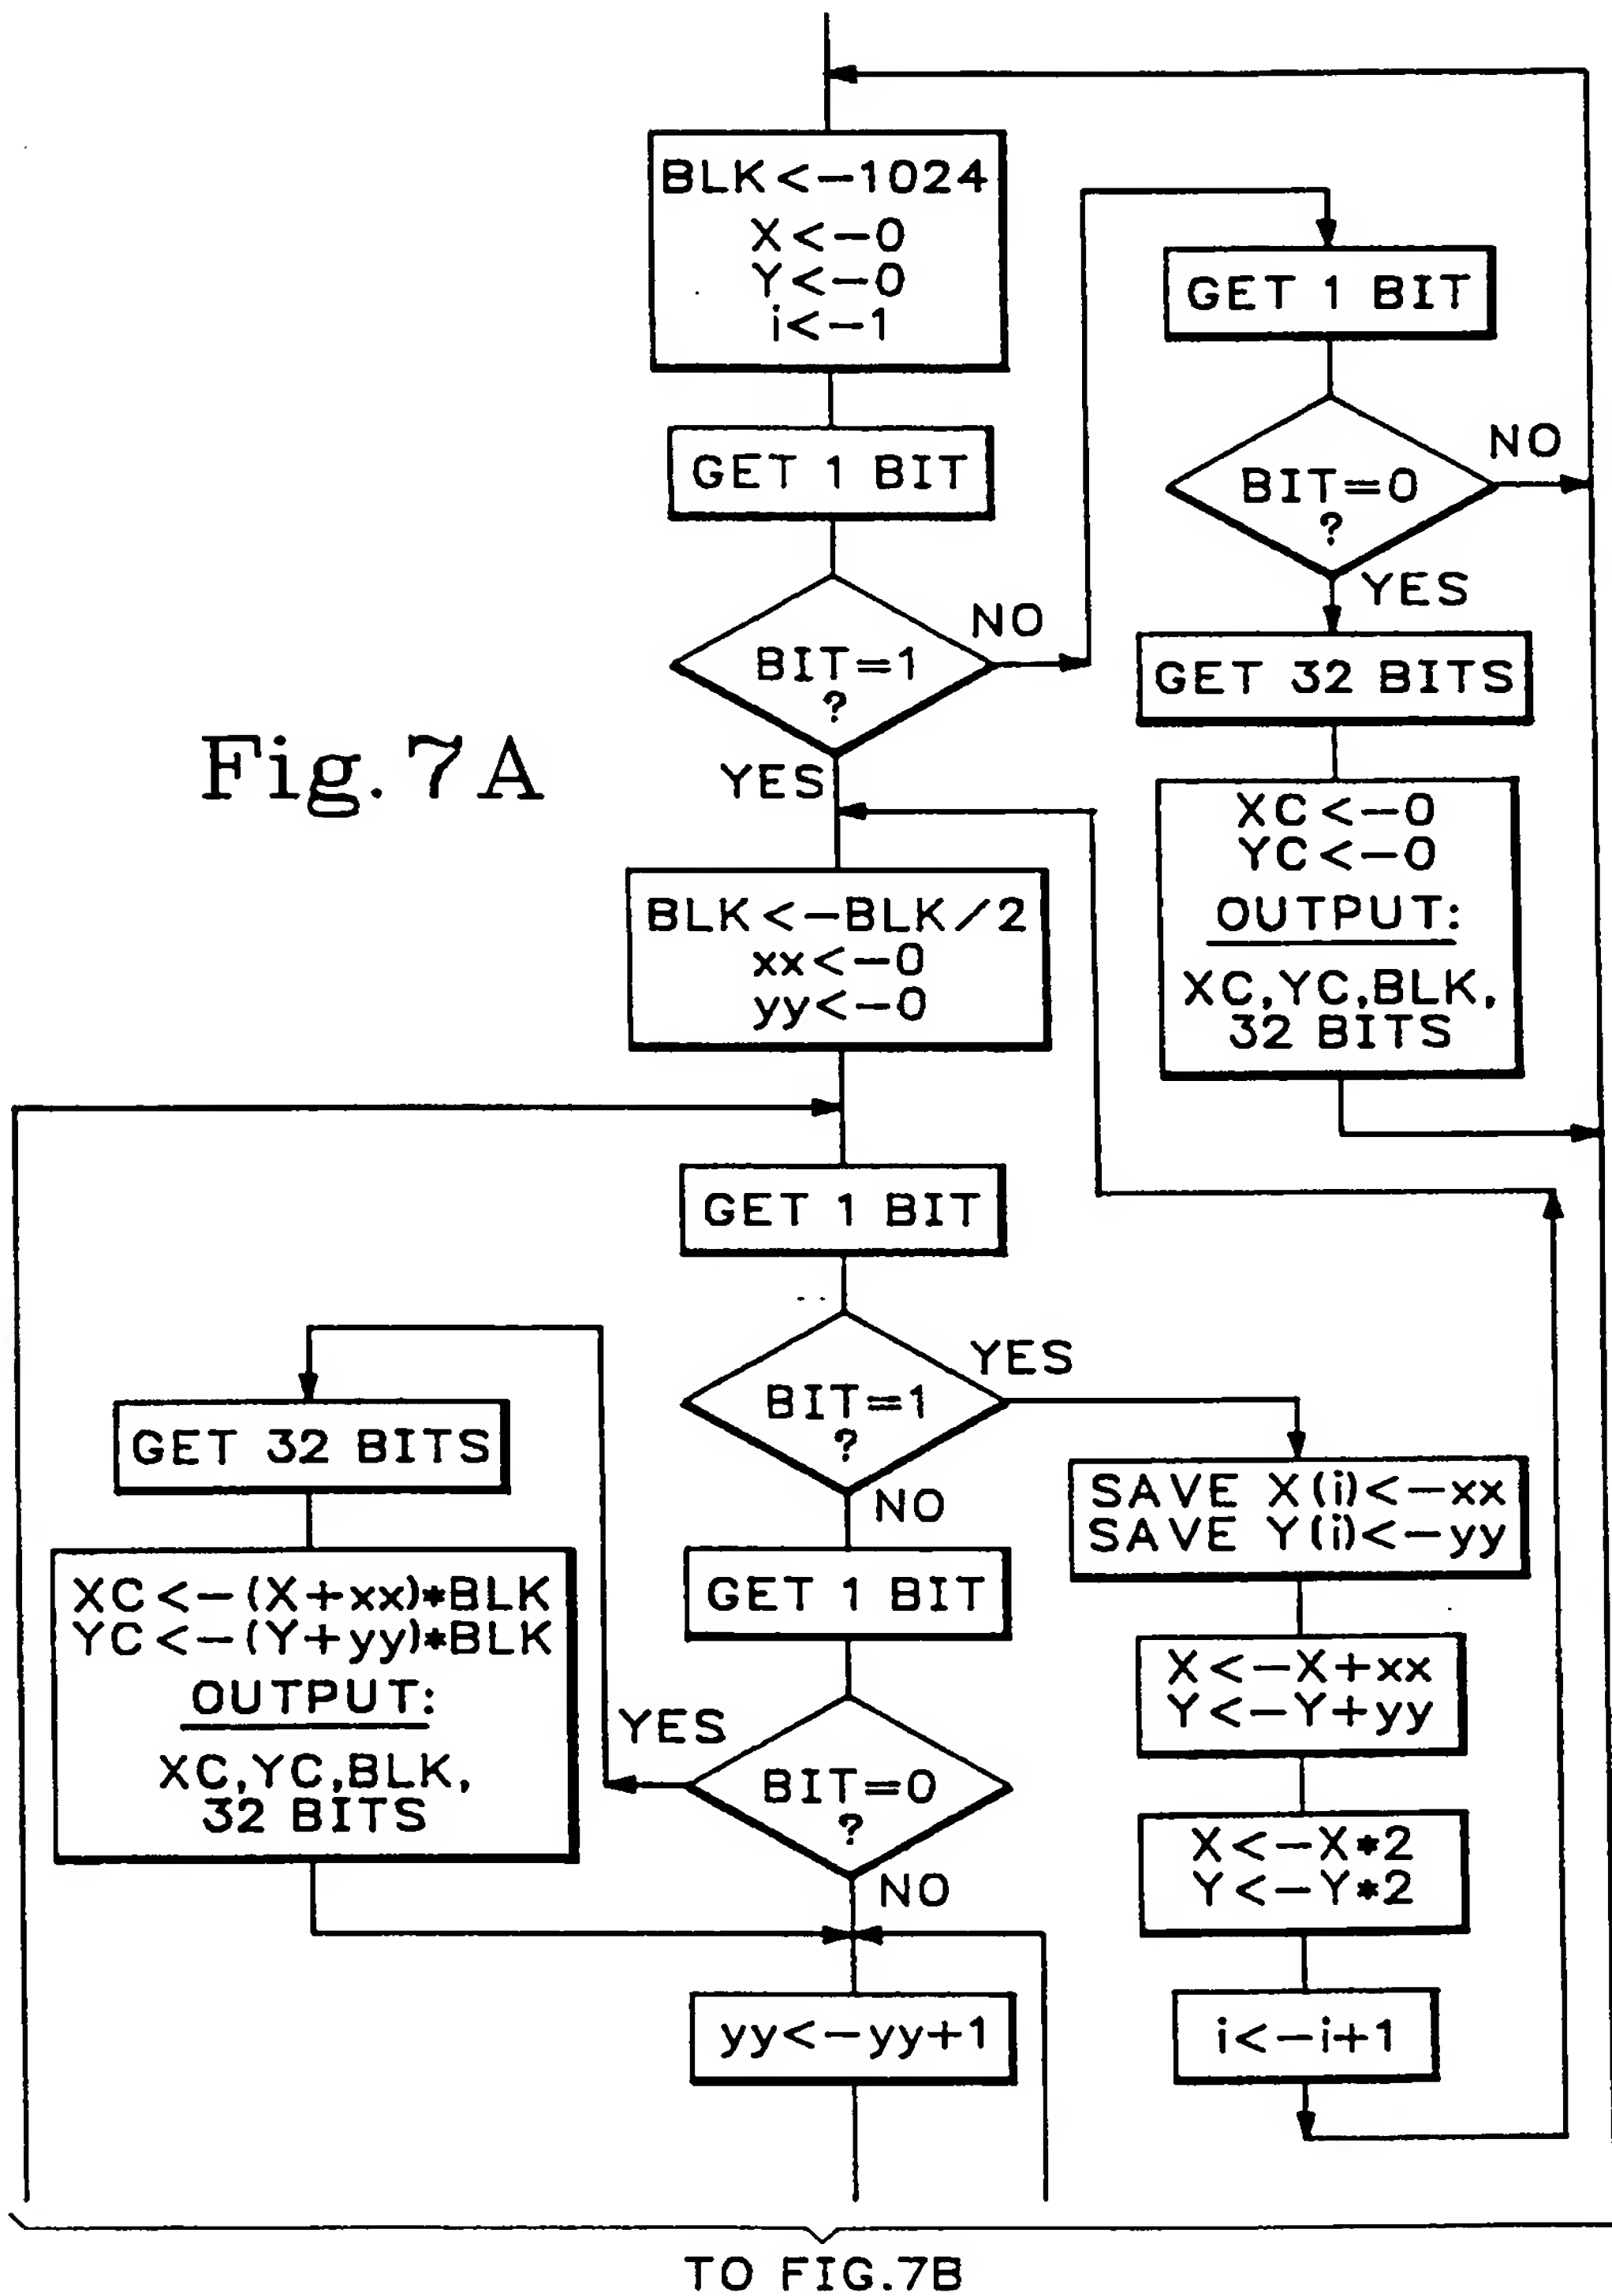 BLK<-1024
X<-0
Y<-0
i<-1
GET 1 BIT
BIT=1
?
NO
YES
GET 1 BIT
BIT=0
?
NO
YES
GET 32 BITS
XC<-0
YC<-0
OUTPUT:
XC,YC,BLK,
32 BITS
Fig. 7A
BLK<-BLK/2
xx<-0
yy<-0
GET 1 BIT
BIT=1
?
YES
NO
SAVE X(i)<-xx
SAVE Y(i)<-yy
X<-X+xx
Y<-Y+yy
X<-X*2
Y<-Y*2
i<-i+1
GET 1 BIT
BIT=0
?
YES
NO
GET 32 BITS
XC<-(X+xx)*BLK
YC<-(Y+yy)*BLK
OUTPUT:
XC,YC,BLK,
32 BITS
yy<-yy+1
TO FIG.7B